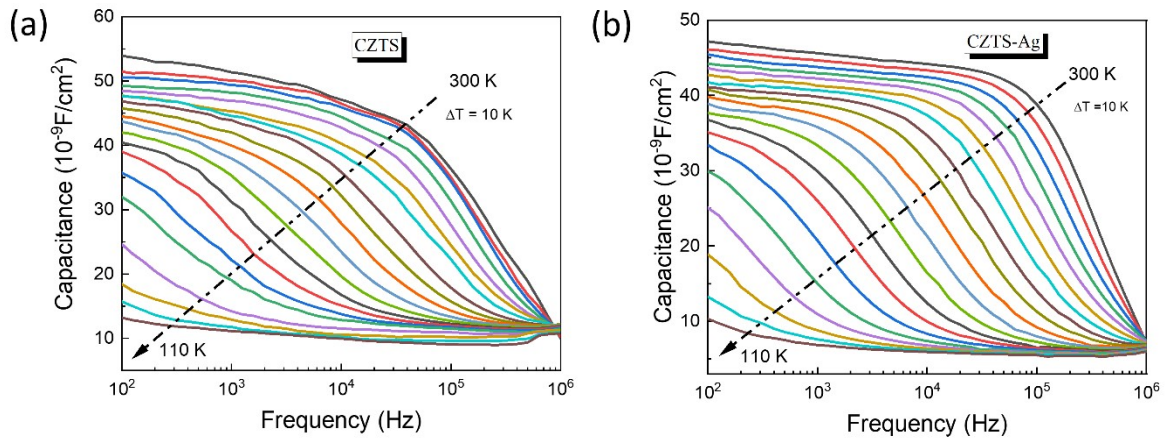 (a)
CZTS
300 K
ΔT = 10 K
110 K
60
50
40
30
20
10
Capacitance (10⁻⁹F/cm²)
10² 10³ 10⁴ 10⁵ 10⁶
Frequency (Hz)
(b)
CZTS-Ag
300 K
ΔT =10 K
110 K
50
40
30
20
10
Capacitance (10⁻⁹F/cm²)
10² 10³ 10⁴ 10⁵ 10⁶
Frequency (Hz)